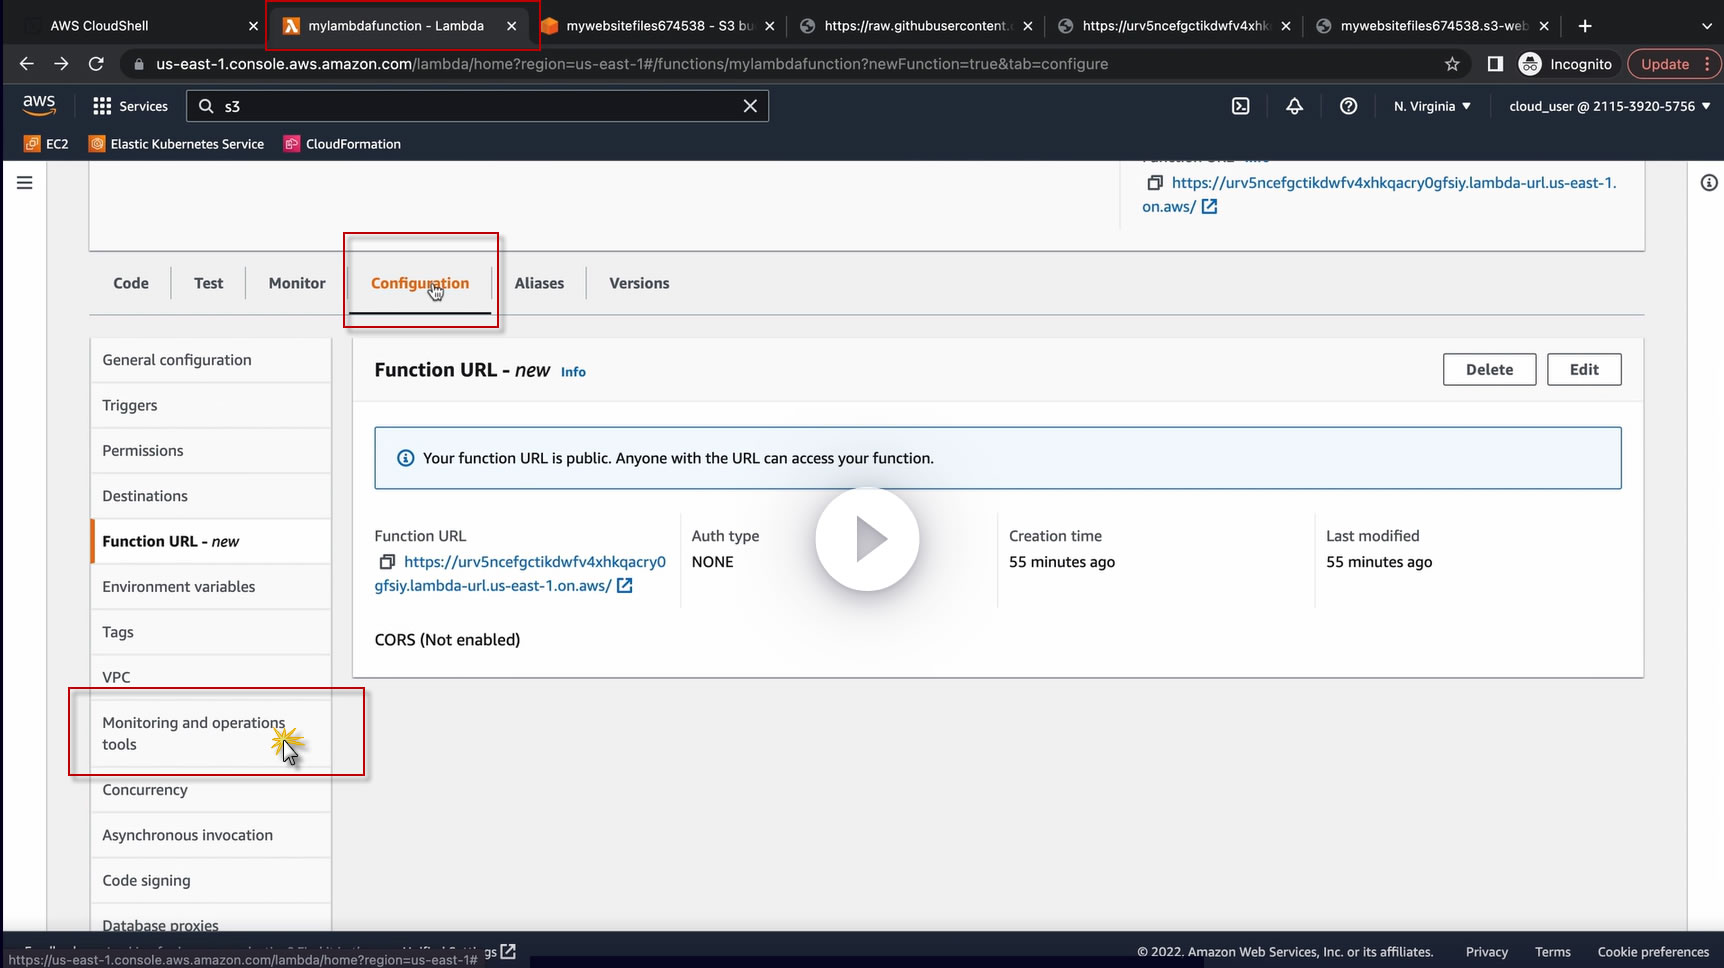 AWS CloudShell
mylambdafunction - Lambda
mywebsitefiles674538 - S3 bu
https://raw.githubusercontent.c
https://urv5ncefgctikdwfv4xhk
mywebsitefiles674538.s3-web
us-east-1.console.aws.amazon.com/lambda/home?region=us-east-1#/functions/mylambdafunction?newFunction=true&tab=configure
Incognito
Update
aws
Services
s3
N. Virginia
cloud_user @ 2115-3920-5756
EC2
Elastic Kubernetes Service
CloudFormation
https://urv5ncefgctikdwfv4xhkqacry0gfsiy.lambda-url.us-east-1.
on.aws/
Code
Test
Monitor
Configuration
Aliases
Versions
General configuration
Triggers
Permissions
Destinations
Function URL - new
Environment variables
Tags
VPC
Monitoring and operations
tools
Concurrency
Asynchronous invocation
Code signing
Database proxies
Function URL - new Info
Delete
Edit
Your function URL is public. Anyone with the URL can access your function.
Function URL
https://urv5ncefgctikdwfv4xhkqacry0
gfsiy.lambda-url.us-east-1.on.aws/
Auth type
NONE
Creation time
55 minutes ago
Last modified
55 minutes ago
CORS (Not enabled)
© 2022, Amazon Web Services, Inc. or its affiliates.
Privacy
Terms
Cookie preferences
https://us-east-1.console.aws.amazon.com/lambda/home?region=us-east-1#